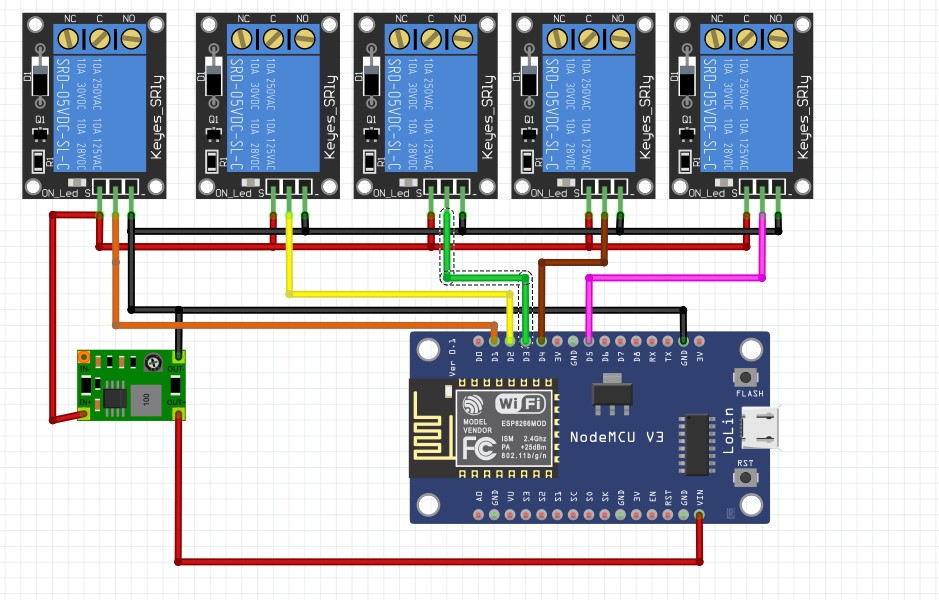 NC C NO
NC C NO
NC C NO
NC C NO
NC C NO
D1
SRD-05VDC-SL-C
10A 30VDC 10A 28VDC
10A 250VAC 10A 125VAC
Keyes_SRly
Q1
R1
ON_Led S -
D1
SRD-05VDC-SL-C
10A 30VDC 10A 28VDC
10A 250VAC 10A 125VAC
Keyes_SRly
Q1
R1
ON_Led S -
D1
SRD-05VDC-SL-C
10A 30VDC 10A 28VDC
10A 250VAC 10A 125VAC
Keyes_SRly
Q1
R1
ON_Led S -
D1
SRD-05VDC-SL-C
10A 30VDC 10A 28VDC
10A 250VAC 10A 125VAC
Keyes_SRly
Q1
R1
ON_Led S -
D1
SRD-05VDC-SL-C
10A 30VDC 10A 28VDC
10A 250VAC 10A 125VAC
Keyes_SRly
Q1
R1
ON_Led S -
IN- OUT-
100
IN+ OUT+
Ver 0.1
D0 D1 D2 D3 D4 3V GND D5 D6 D7 D8 RX TX GND 3V
FLASH
WiFi
MODEL ESP8266MOD
VENDOR
FC
ISM 2.4Ghz
PA +25dBm
802.11b/g/n
NodeMCU V3
LoLin
RST
A0 GND VU S3 S2 S1 SC S0 SK GND 3V EN RST GND VIN